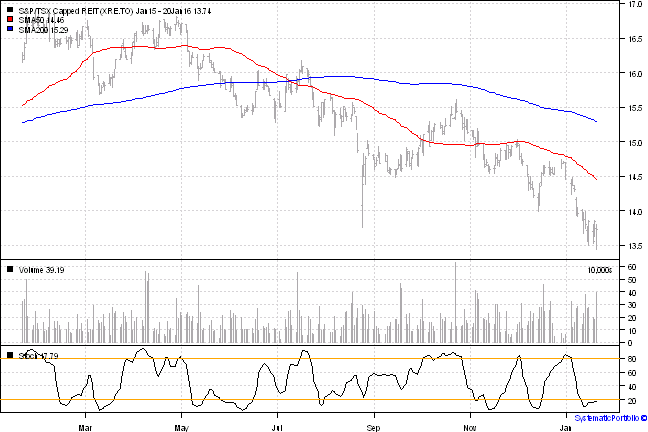 S&P/TSX Capped REIT (XRE.TO) Jan 15 - 20Jan16 13.74
SMA50 14.46
SMA200 15.29
17.0
16.5
16.0
15.5
15.0
14.5
14.0
13.5
Volume 39.19
10,000s
60
50
40
30
20
10
0
Stoch 17.79
80
60
40
20
Mar
May
Jul
Sep
Nov
Jan
SystematicPortfolio ©